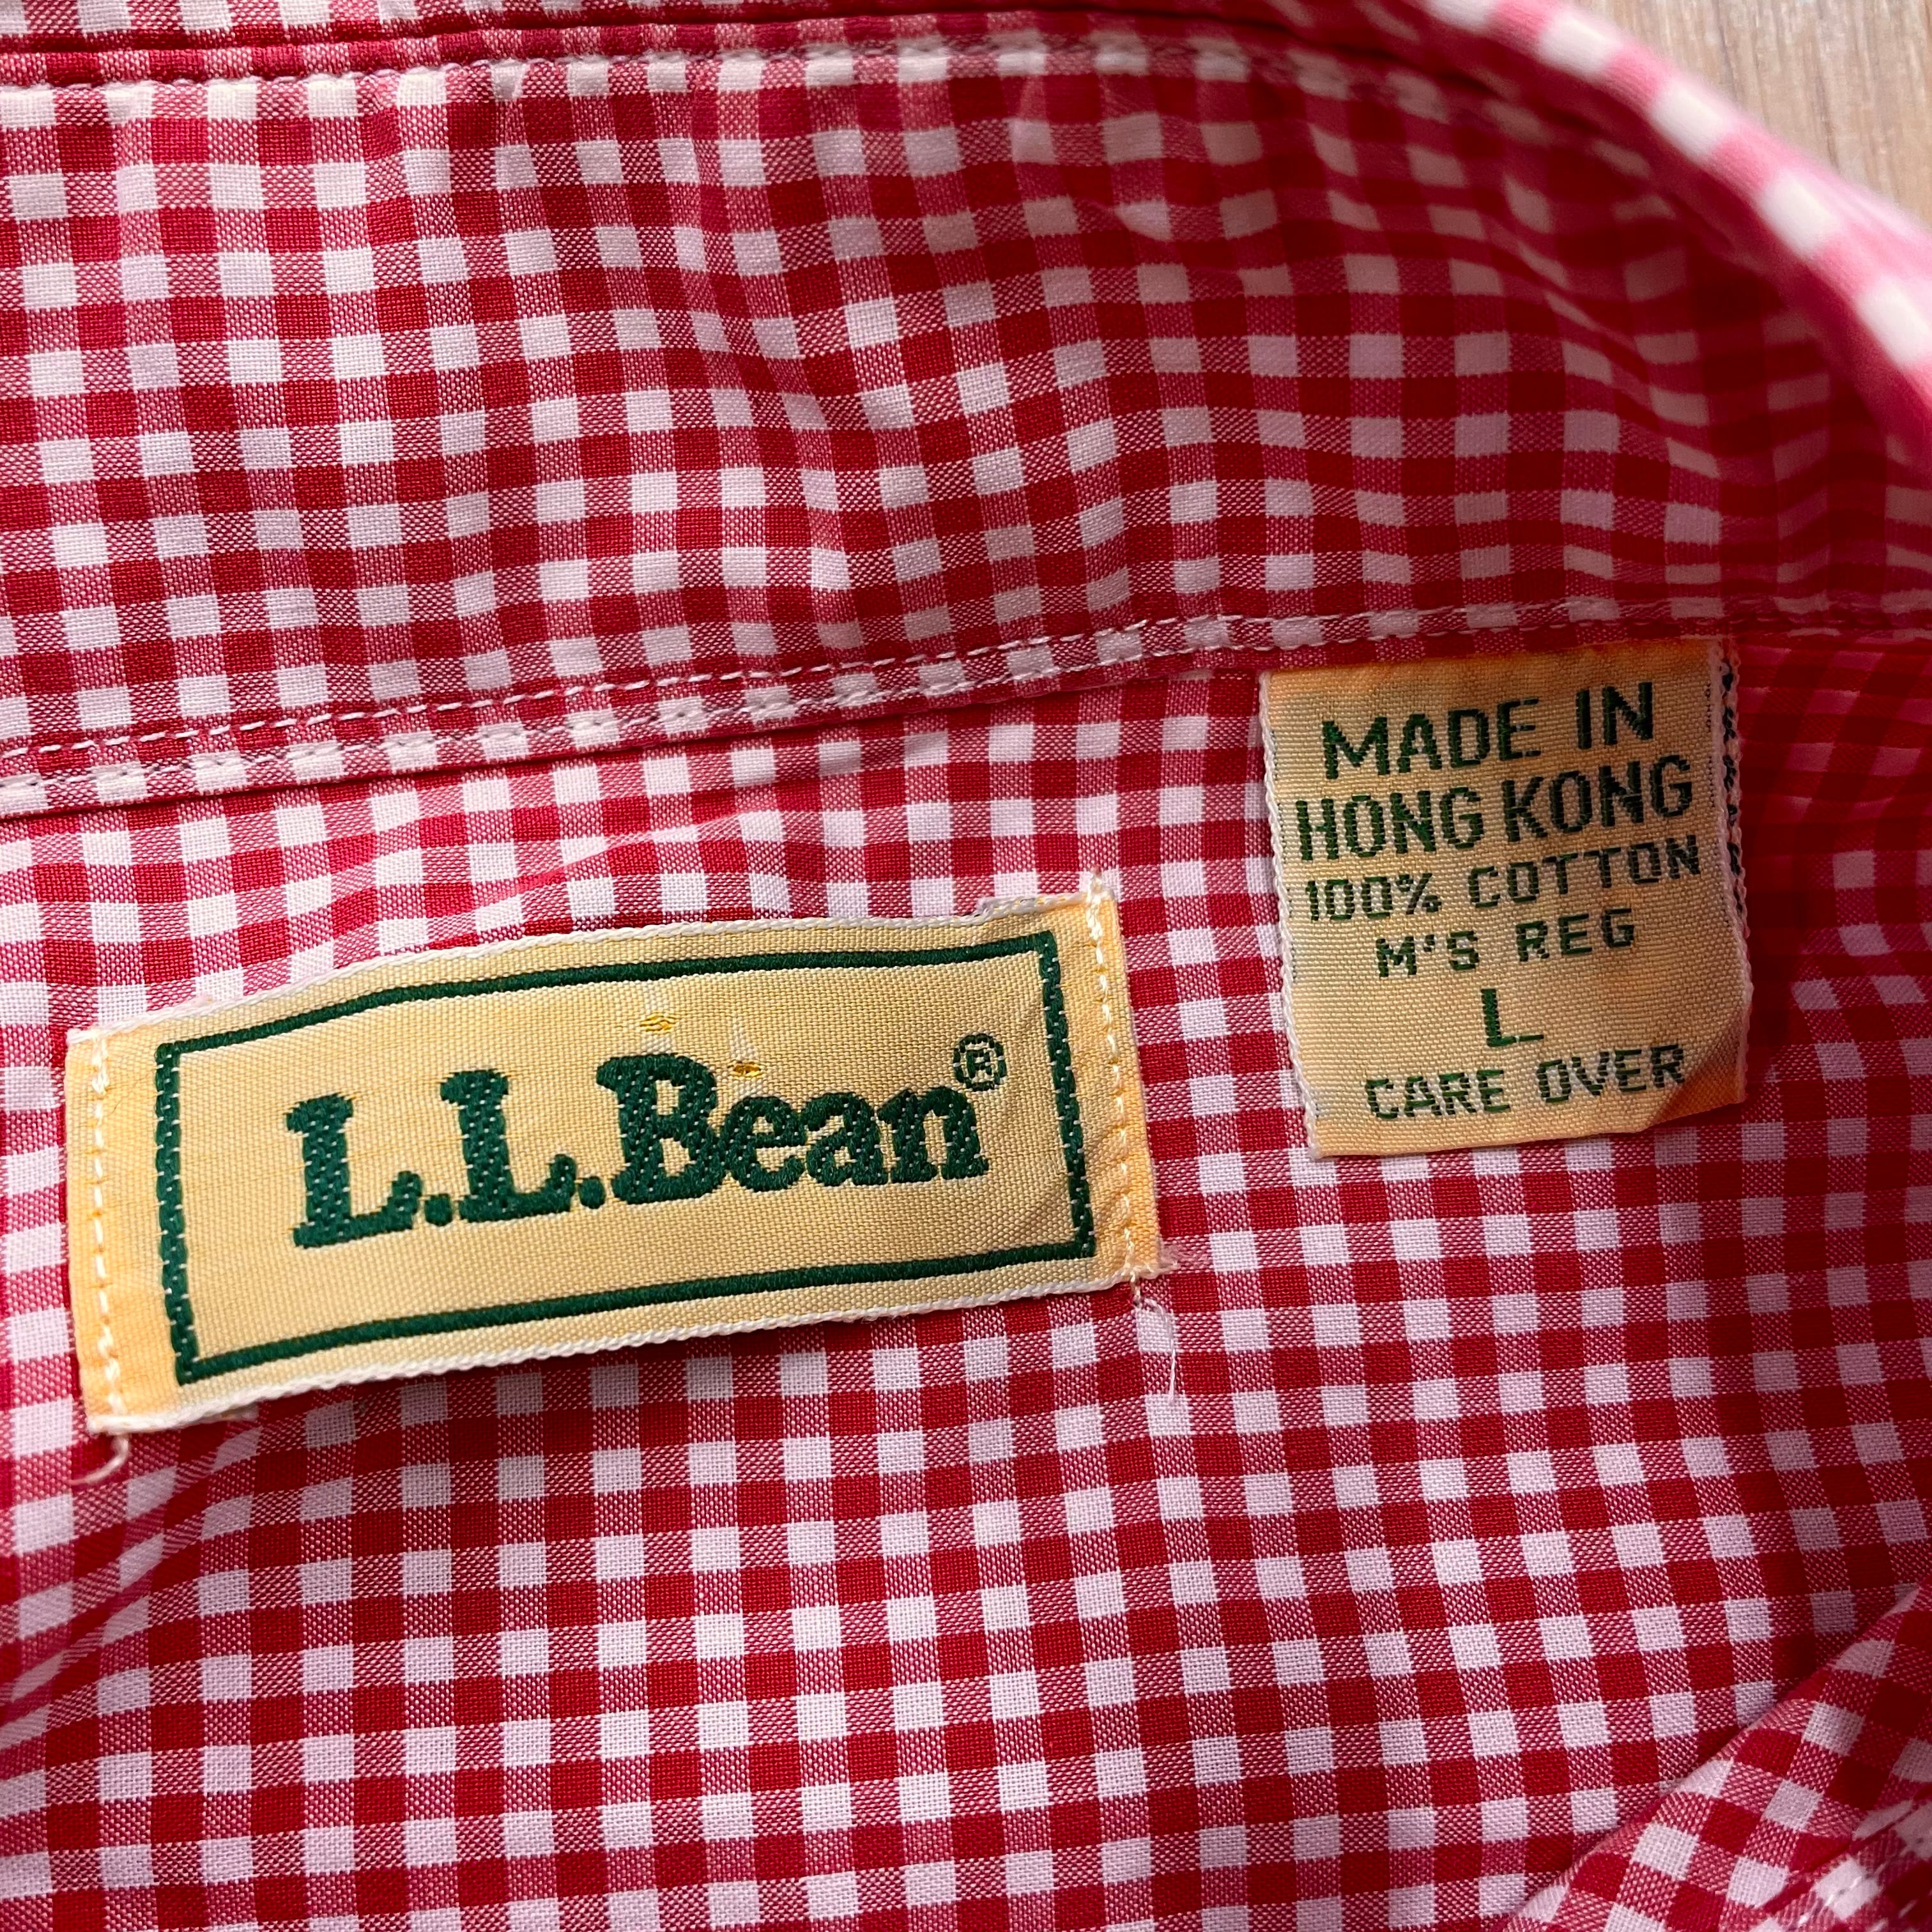 L.L.Bean®
MADE IN
HONG KONG
100% COTTON
M'S REG
L
CARE OVER